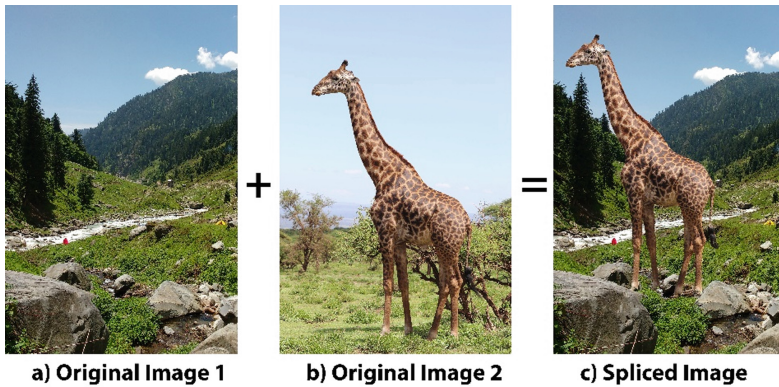 +
=
a) Original Image 1
b) Original Image 2
c) Spliced Image